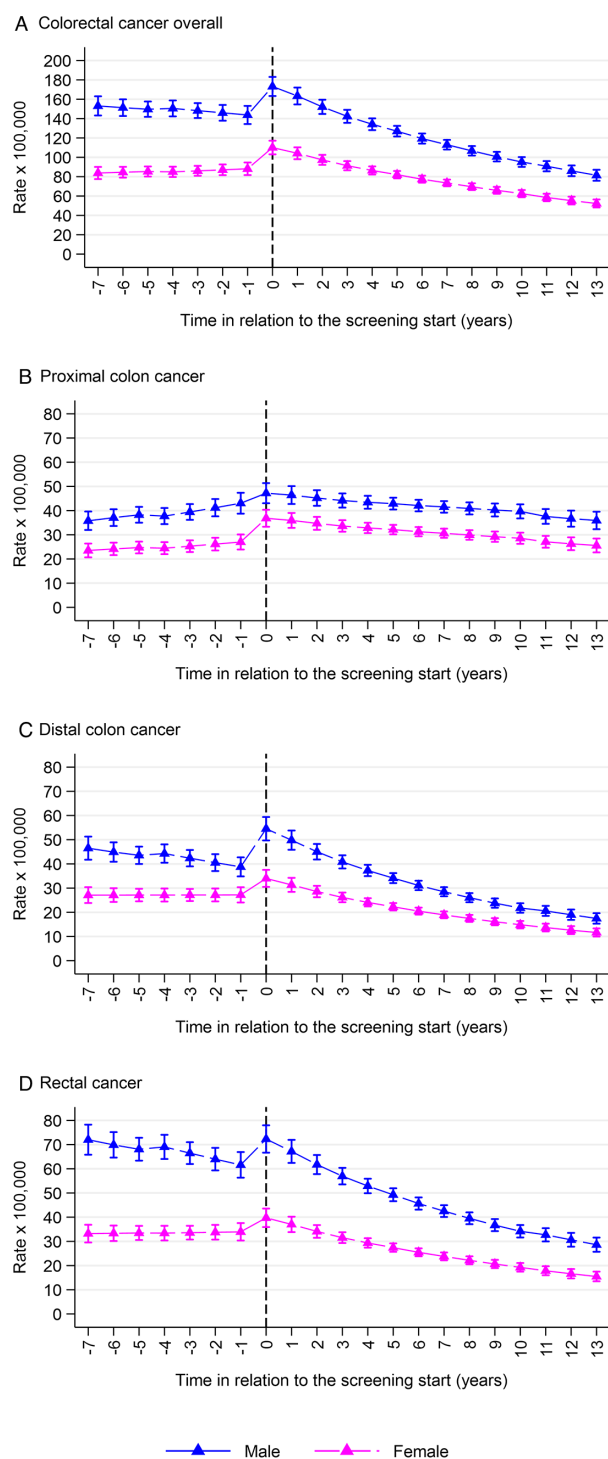 A Colorectal cancer overall
Rate x 100,000
200
180
160
140
120
100
80
60
40
20
0
-7 -6 -5 -4 -3 -2 -1 0 1 2 3 4 5 6 7 8 9 10 11 12 13
Time in relation to the screening start (years)
B Proximal colon cancer
Rate x 100,000
80
70
60
50
40
30
20
10
0
-7 -6 -5 -4 -3 -2 -1 0 1 2 3 4 5 6 7 8 9 10 11 12 13
Time in relation to the screening start (years)
C Distal colon cancer
Rate x 100,000
80
70
60
50
40
30
20
10
0
-7 -6 -5 -4 -3 -2 -1 0 1 2 3 4 5 6 7 8 9 10 11 12 13
Time in relation to the screening start (years)
D Rectal cancer
Rate x 100,000
80
70
60
50
40
30
20
10
0
-7 -6 -5 -4 -3 -2 -1 0 1 2 3 4 5 6 7 8 9 10 11 12 13
Time in relation to the screening start (years)
Male Female